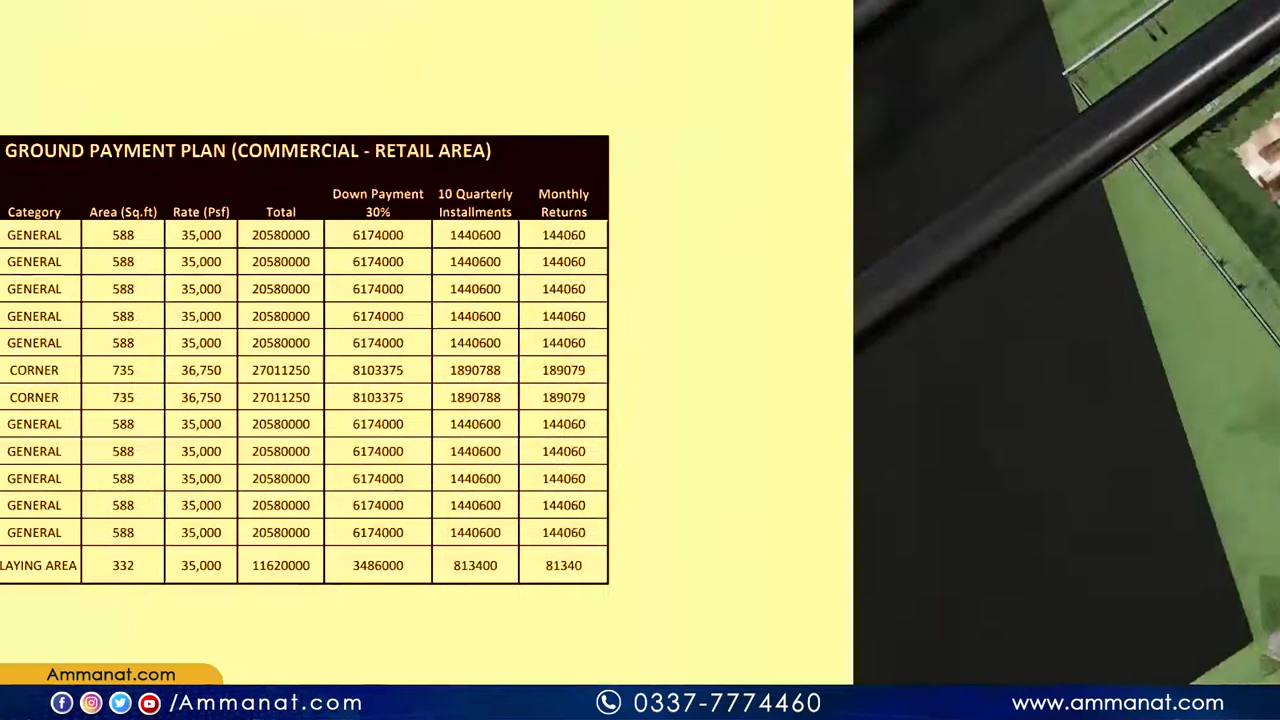 GROUND PAYMENT PLAN (COMMERCIAL - RETAIL AREA)
Category Area (Sq.ft) Rate (Psf) Total Down Payment 30% 10 Quarterly Installments Monthly Returns
GENERAL 588 35,000 20580000 6174000 1440600 144060
GENERAL 588 35,000 20580000 6174000 1440600 144060
GENERAL 588 35,000 20580000 6174000 1440600 144060
GENERAL 588 35,000 20580000 6174000 1440600 144060
GENERAL 588 35,000 20580000 6174000 1440600 144060
CORNER 735 36,750 27011250 8103375 1890788 189079
CORNER 735 36,750 27011250 8103375 1890788 189079
GENERAL 588 35,000 20580000 6174000 1440600 144060
GENERAL 588 35,000 20580000 6174000 1440600 144060
GENERAL 588 35,000 20580000 6174000 1440600 144060
GENERAL 588 35,000 20580000 6174000 1440600 144060
GENERAL 588 35,000 20580000 6174000 1440600 144060
LAYING AREA 332 35,000 11620000 3486000 813400 81340
Ammanat.com
/Ammanat.com 0337-7774460 www.ammanat.com